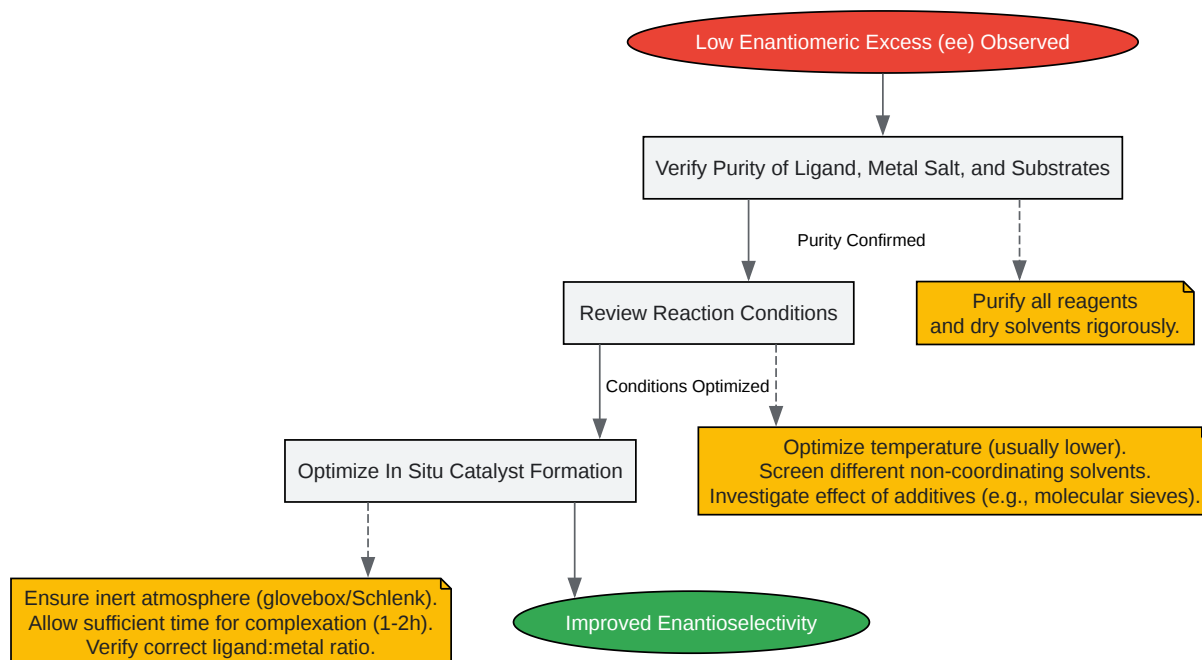 Low Enantiomeric Excess (ee) Observed
Verify Purity of Ligand, Metal Salt, and Substrates
Purity Confirmed
Purify all reagents
and dry solvents rigorously.
Review Reaction Conditions
Conditions Optimized
Optimize temperature (usually lower).
Screen different non-coordinating solvents.
Investigate effect of additives (e.g., molecular sieves).
Optimize In Situ Catalyst Formation
Ensure inert atmosphere (glovebox/Schlenk).
Allow sufficient time for complexation (1-2h).
Verify correct ligand:metal ratio.
Improved Enantioselectivity